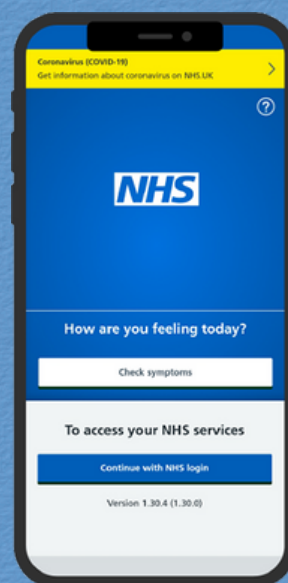 Coronavirus (COVID-19)
Get information about coronavirus on NHS.UK
?
NHS
How are you feeling today?
Check symptoms
To access your NHS services
Continue with NHS login
Version 1.30.4 (1.30.0)